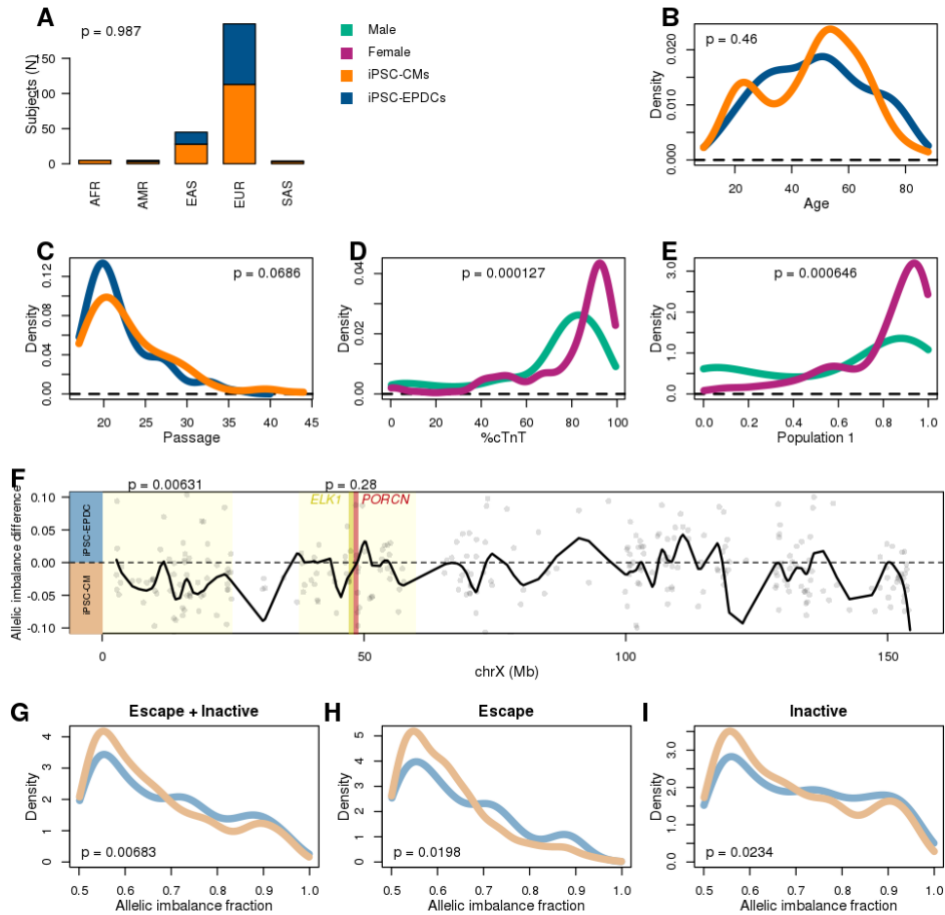 A
p = 0.987
Subjects (N)
0
50
100
150
AFR
AMR
EAS
EUR
SAS
Male
Female
iPSC-CMs
iPSC-EPDCs
B
p = 0.46
Density
0.000
0.010
0.020
20
40
60
80
Age
C
p = 0.0686
Density
0.00
0.04
0.08
0.12
15
20
25
30
35
40
45
Passage
D
p = 0.000127
Density
0.00
0.02
0.04
0
20
40
60
80
100
%cTnT
E
p = 0.000646
Density
0.0
1.0
2.0
3.0
0.0
0.2
0.4
0.6
0.8
1.0
Population 1
F
p = 0.00631
p = 0.28
ELK1
PORCN
Allelic imbalance difference
iPSC-EPDC
iPSC-CM
0.10
0.05
0.00
-0.05
-0.10
0
50
100
150
chrX (Mb)
G
Escape + Inactive
Density
0
1
2
3
4
p = 0.00683
0.5
0.6
0.7
0.8
0.9
1.0
Allelic imbalance fraction
H
Escape
Density
0
1
2
3
4
5
p = 0.0198
0.5
0.6
0.7
0.8
0.9
1.0
Allelic imbalance fraction
I
Inactive
Density
0.0
1.0
2.0
3.0
p = 0.0234
0.5
0.6
0.7
0.8
0.9
1.0
Allelic imbalance fraction